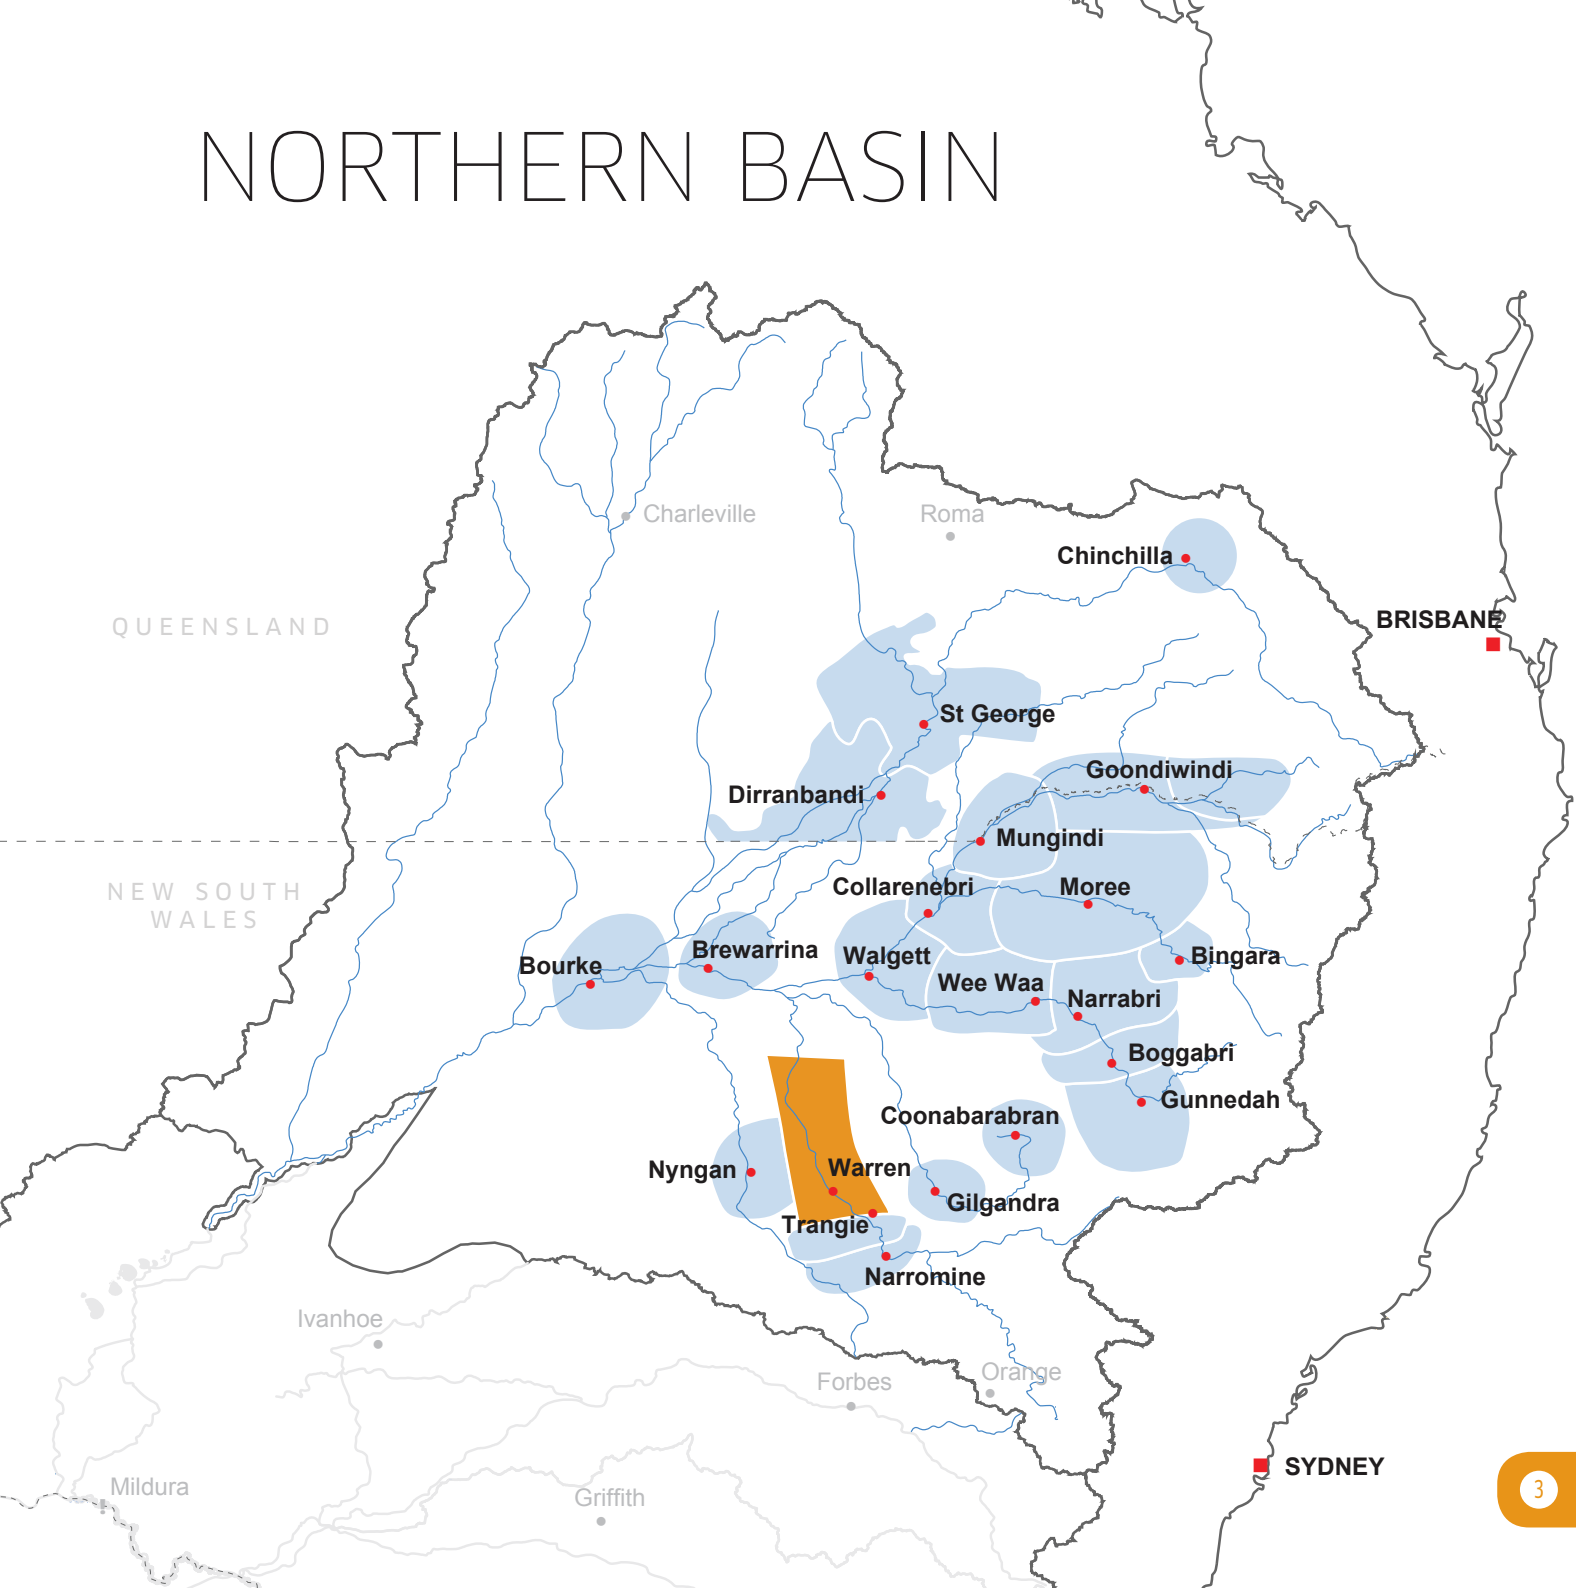 NORTHERN BASIN
Charleville
Roma
Chinchilla
QUEENSLAND
BRISBANE
St George
Goondiwindi
Dirranbandi
Mungindi
NEW SOUTH
WALES
Collarenebri
Moree
Brewarrina
Walgett
Bingara
Bourke
Wee Waa
Narrabri
Boggabri
Gunnedah
Coonabarabran
Nyngan
Warren
Gilgandra
Trangie
Narromine
Ivanhoe
Forbes
Orange
SYDNEY
Mildura
Griffith
3